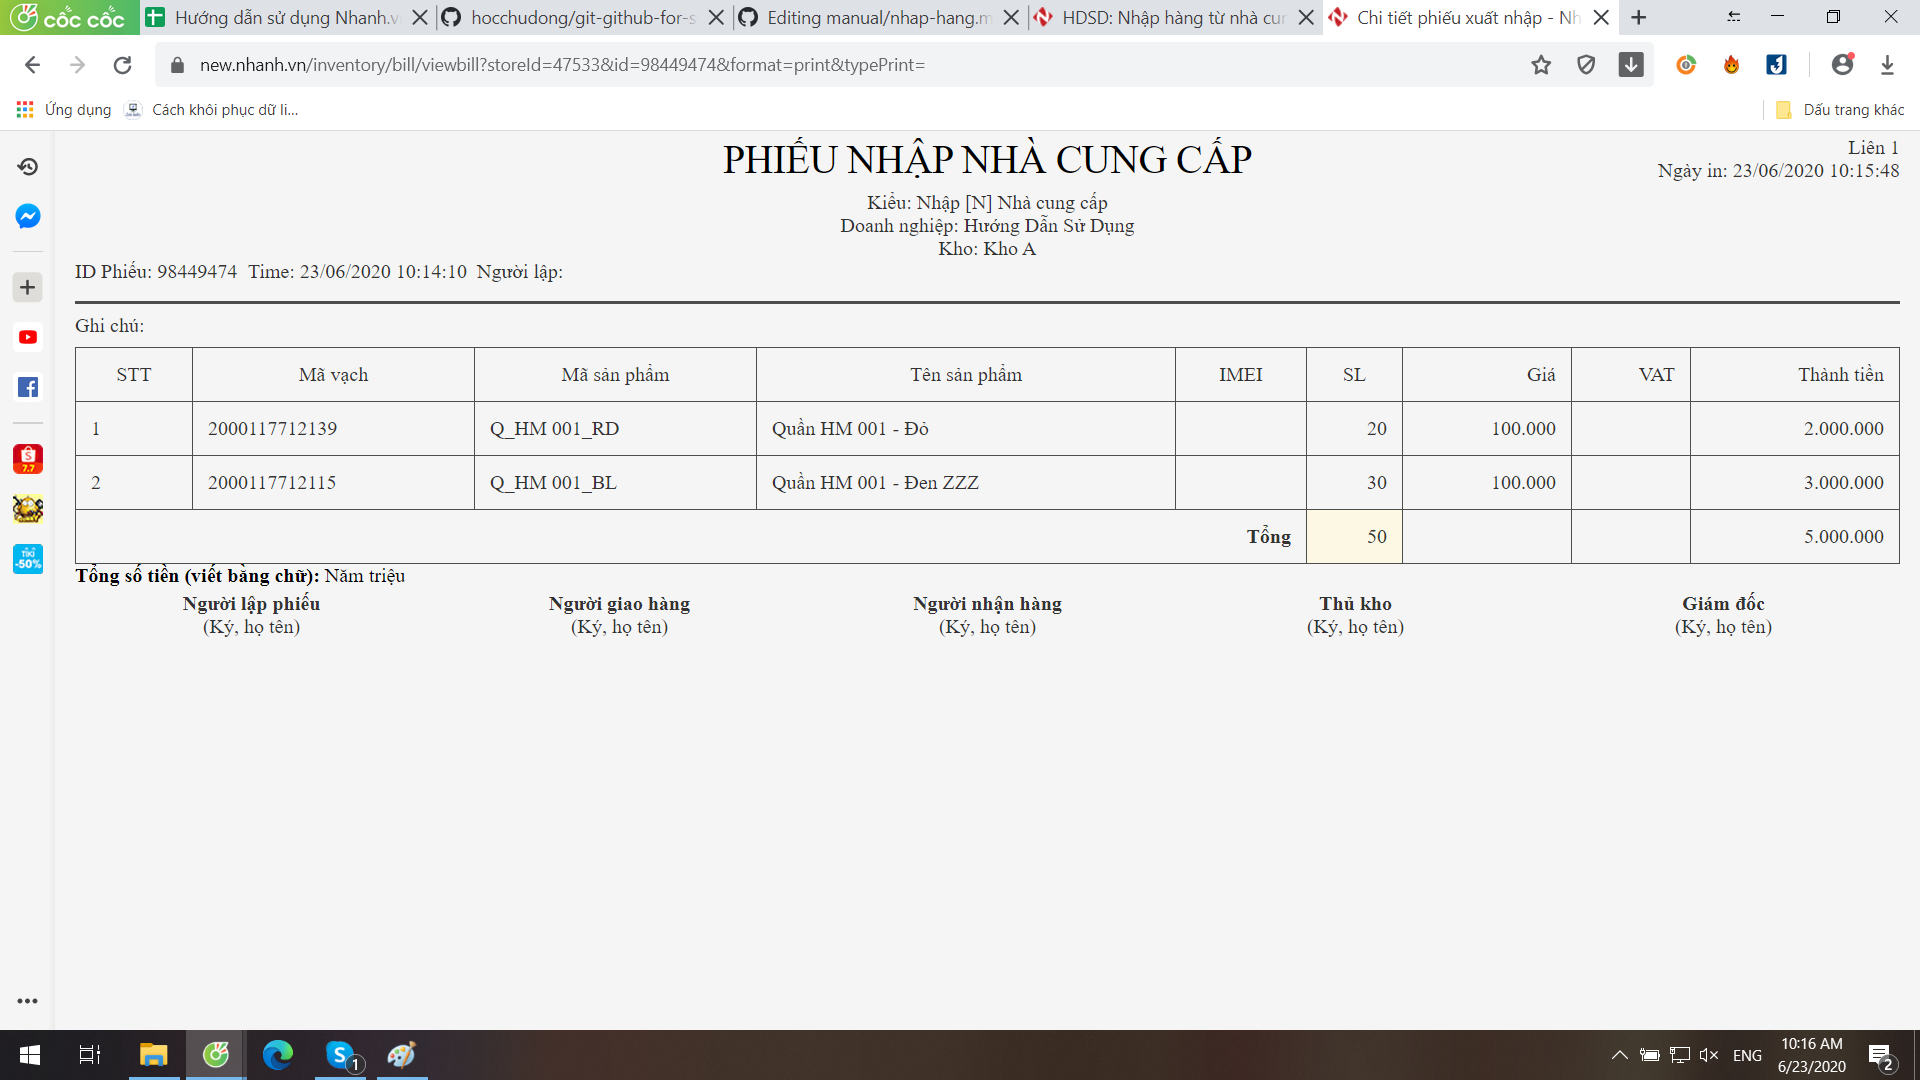 cốc cốc
Hướng dẫn sử dụng Nhanh.v
hocchudong/git-github-for-s
Editing manual/nhap-hang.m
HDSD: Nhập hàng từ nhà cun
Chi tiết phiếu xuất nhập - Nh
new.nhanh.vn/inventory/bill/viewbill?storeId=47533&id=98449474&format=print&typePrint=
Ứng dụng
Cách khôi phục dữ li...
Dấu trang khác
PHIẾU NHẬP NHÀ CUNG CẤP
Liên 1
Ngày in: 23/06/2020 10:15:48
Kiểu: Nhập [N] Nhà cung cấp
Doanh nghiệp: Hướng Dẫn Sử Dụng
Kho: Kho A
ID Phiếu: 98449474 Time: 23/06/2020 10:14:10 Người lập:
Ghi chú:
STT Mã vạch Mã sản phẩm Tên sản phẩm IMEI SL Giá VAT Thành tiền
1 2000117712139 Q_HM 001_RD Quần HM 001 - Đỏ 20 100.000 2.000.000
2 2000117712115 Q_HM 001_BL Quần HM 001 - Đen ZZZ 30 100.000 3.000.000
Tổng 50 5.000.000
Tổng số tiền (viết bằng chữ): Năm triệu
Người lập phiếu Người giao hàng Người nhận hàng Thủ kho Giám đốc
(Ký, họ tên) (Ký, họ tên) (Ký, họ tên) (Ký, họ tên) (Ký, họ tên)
7.7
TIKI
-50%
1
ENG
10:16 AM
6/23/2020
2